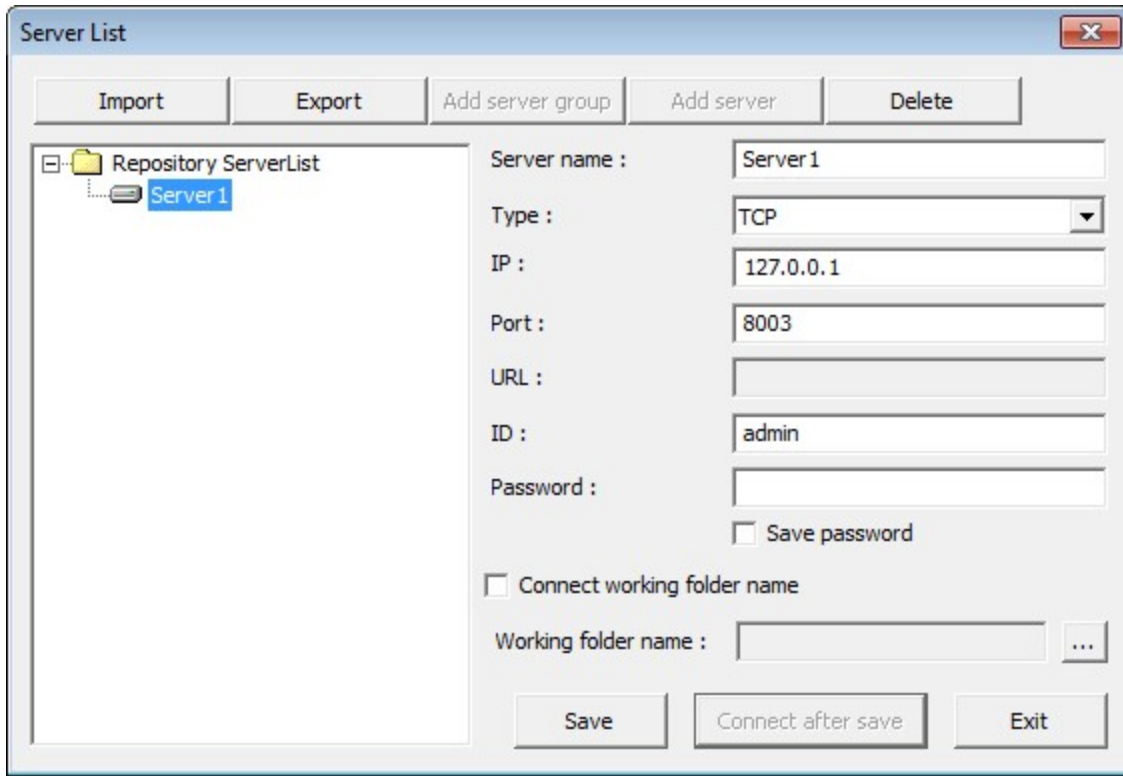 Server List
Import Export Add server group Add server Delete
Repository ServerList
Server1
Server name : Server1
Type : TCP
IP : 127.0.0.1
Port : 8003
URL :
ID : admin
Password :
Save password
Connect working folder name
Working folder name : ...
Save Connect after save Exit